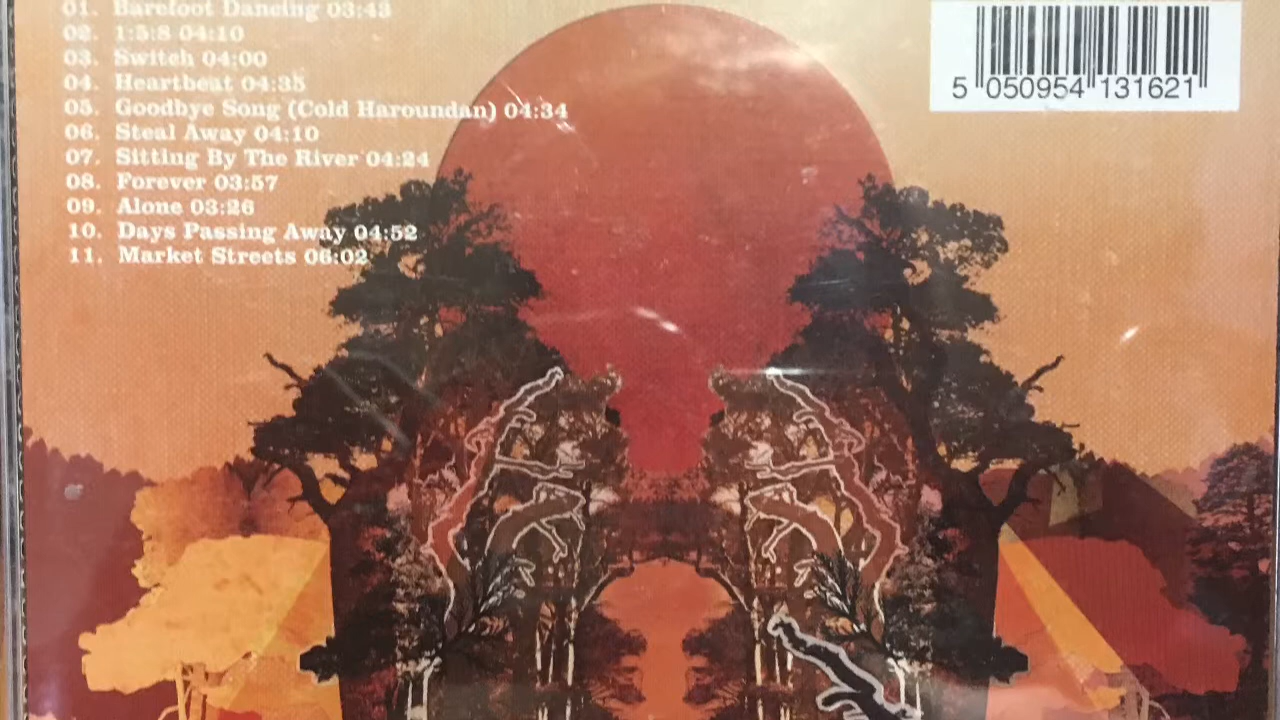 01. Barefoot Dancing 03:43
02. 1:5:8 04:10
03. Switch 04:00
04. Heartbeat 04:35
05. Goodbye Song (Cold Haroundan) 04:34
06. Steal Away 04:10
07. Sitting By The River 04:24
08. Forever 03:57
09. Alone 03:26
10. Days Passing Away 04:52
11. Market Streets 06:02
5 050954 131621